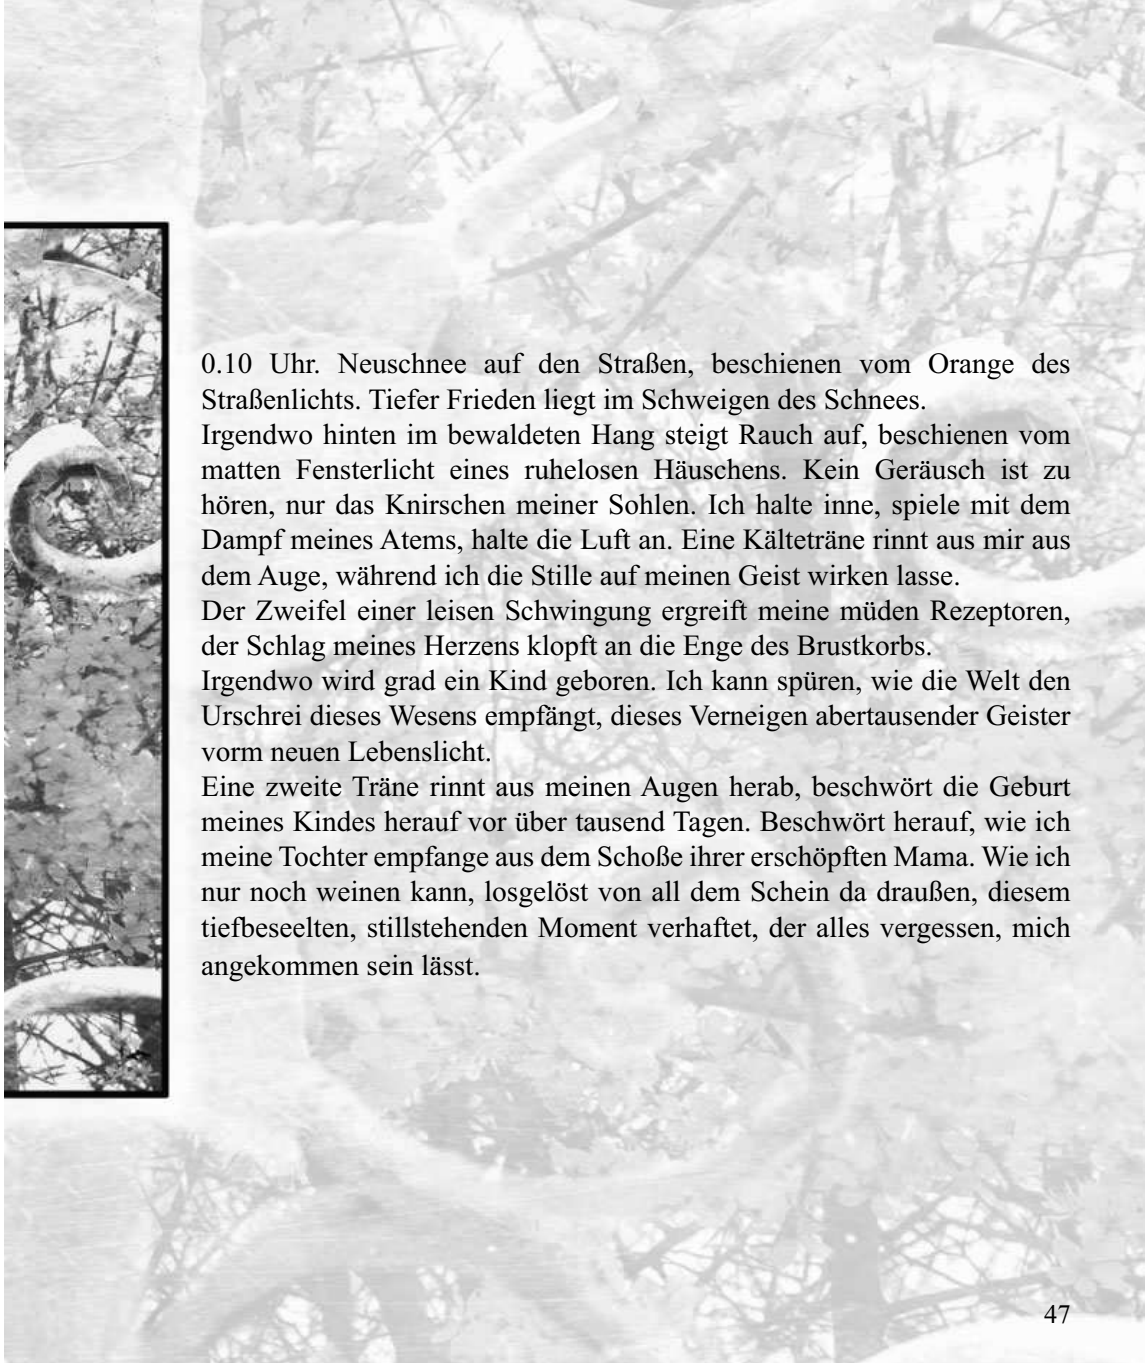 0.10 Uhr. Neuschnee auf den Straßen, beschienen vom Orange des
Straßenlichts. Tiefer Frieden liegt im Schweigen des Schnees.
Irgendwo hinten im bewaldeten Hang steigt Rauch auf, beschienen vom
matten Fensterlicht eines ruhelosen Häuschens. Kein Geräusch ist zu
hören, nur das Knirschen meiner Sohlen. Ich halte inne, spiele mit dem
Dampf meines Atems, halte die Luft an. Eine Kälteträne rinnt aus mir aus
dem Auge, während ich die Stille auf meinen Geist wirken lasse.
Der Zweifel einer leisen Schwingung ergreift meine müden Rezeptoren,
der Schlag meines Herzens klopft an die Enge des Brustkorbs.
Irgendwo wird grad ein Kind geboren. Ich kann spüren, wie die Welt den
Urschrei dieses Wesens empfängt, dieses Verneigen abertausender Geister
vorm neuen Lebenslicht.
Eine zweite Träne rinnt aus meinen Augen herab, beschwört die Geburt
meines Kindes herauf vor über tausend Tagen. Beschwört herauf, wie ich
meine Tochter empfange aus dem Schoße ihrer erschöpften Mama. Wie ich
nur noch weinen kann, losgelöst von all dem Schein da draußen, diesem
tiefbeseelten, stillstehenden Moment verhaftet, der alles vergessen, mich
angekommen sein lässt.
47